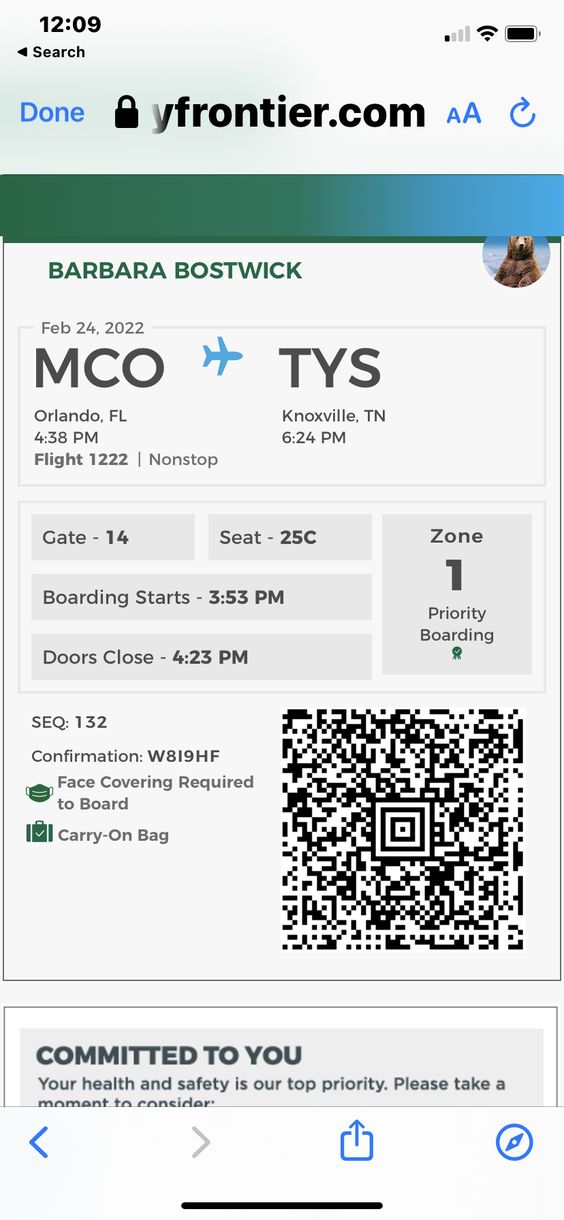 12:09
◀ Search
Done yfrontier.com AA
BARBARA BOSTWICK
Feb 24, 2022
MCO TYS
Orlando, FL Knoxville, TN
4:38 PM 6:24 PM
Flight 1222 | Nonstop
Gate - 14 Seat - 25C
Zone
1
Priority
Boarding
Boarding Starts - 3:53 PM
Doors Close - 4:23 PM
SEQ: 132
Confirmation: W8I9HF
Face Covering Required
to Board
Carry-On Bag
COMMITTED TO YOU
Your health and safety is our top priority. Please take a
moment to consider: